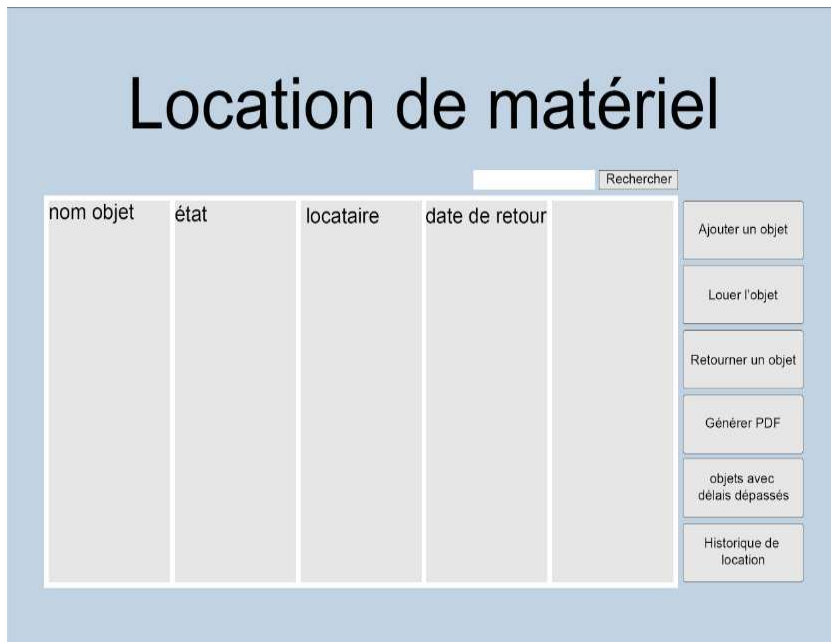 Location de matériel
Rechercher
nom objet
état
locataire
date de retour
Ajouter un objet
Louer l'objet
Retourner un objet
Générer PDF
objets avec
délais dépassés
Historique de
location